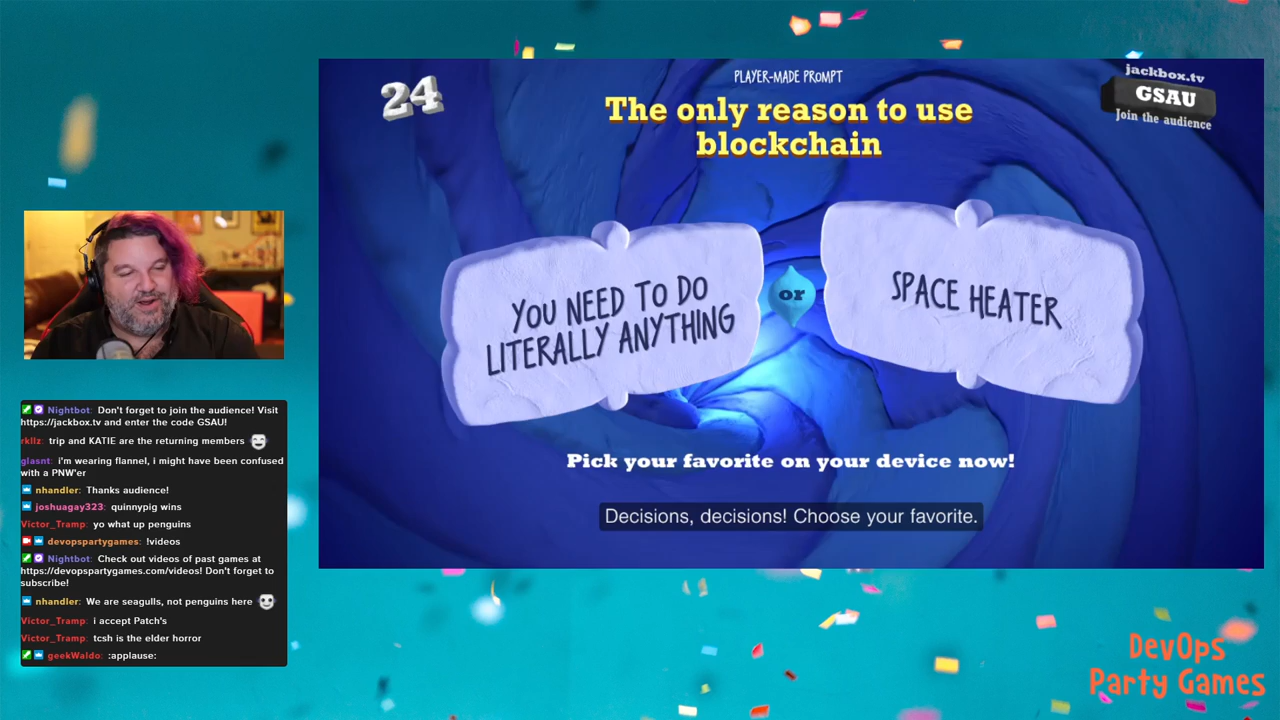 24
PLAYER-MADE PROMPT
The only reason to use
blockchain
jackbox.tv
GSAU
Join the audience
YOU NEED TO DO
LITERALLY ANYTHING
or
SPACE HEATER
Pick your favorite on your device now!
Decisions, decisions! Choose your favorite.
Nightbot: Don't forget to join the audience! Visit
https://jackbox.tv and enter the code GSAU!
rkllz: trip and KATIE are the returning members
glasnt: i'm wearing flannel, i might have been confused
with a PNW'er
nhandler: Thanks audience!
joshuagay323: quinnypig wins
Victor_Tramp: yo what up penguins
devopspartygames: !videos
Nightbot: Check out videos of past games at
https://devopspartygames.com/videos! Don't forget to
subscribe!
nhandler: We are seagulls, not penguins here
Victor_Tramp: i accept Patch's
Victor_Tramp: tcsh is the elder horror
geekWaldo: :applause:
DevOps
Party Games